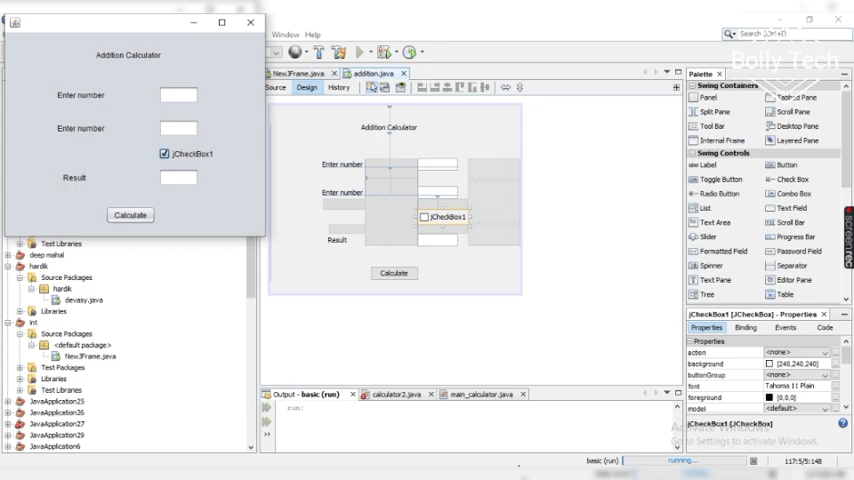 Window Help
Search (Ctrl+I)
Bolly Tech
Addition Calculator
Enter number
Enter number
jCheckBox1
Result
Calculate
Test Libraries
deep mahal
hardik
Source Packages
hardik
devasy.java
Libraries
int
Source Packages
<default package>
NewJFrame.java
Test Packages
Libraries
Test Libraries
JavaApplication25
JavaApplication26
JavaApplication27
JavaApplication42
JavaApplication6
NewJFrame.java addition.java
Source Design History
Addition Calculator
Enter number
Enter number
jCheckBox1
Result
Calculate
Output - basic (run) calculator2.java main_calculator.java
run:
Palette
Swing Containers
Panel Tabbed Pane
Split Pane Scroll Pane
Tool Bar Desktop Pane
Internal Frame Layered Pane
Swing Controls
Label Button
Toggle Button Check Box
Radio Button Combo Box
List Text Field
Text Area Scroll Bar
Slider Progress Bar
Formatted Field Password Field
Spinner Separator
Text Pane Editor Pane
Tree Table
screenrec
jCheckBox1 [JCheckBox] - Properties
Properties Binding Events Code
Properties
action <none>
background [240,240,240]
buttonGroup <none>
font Tahoma 11 Plain
foreground [0,0,0]
model <default>
jCheckBox1 [JCheckBox]
Activate Windows
Go to Settings to activate Windows.
basic (run) running... 117:5/5:148